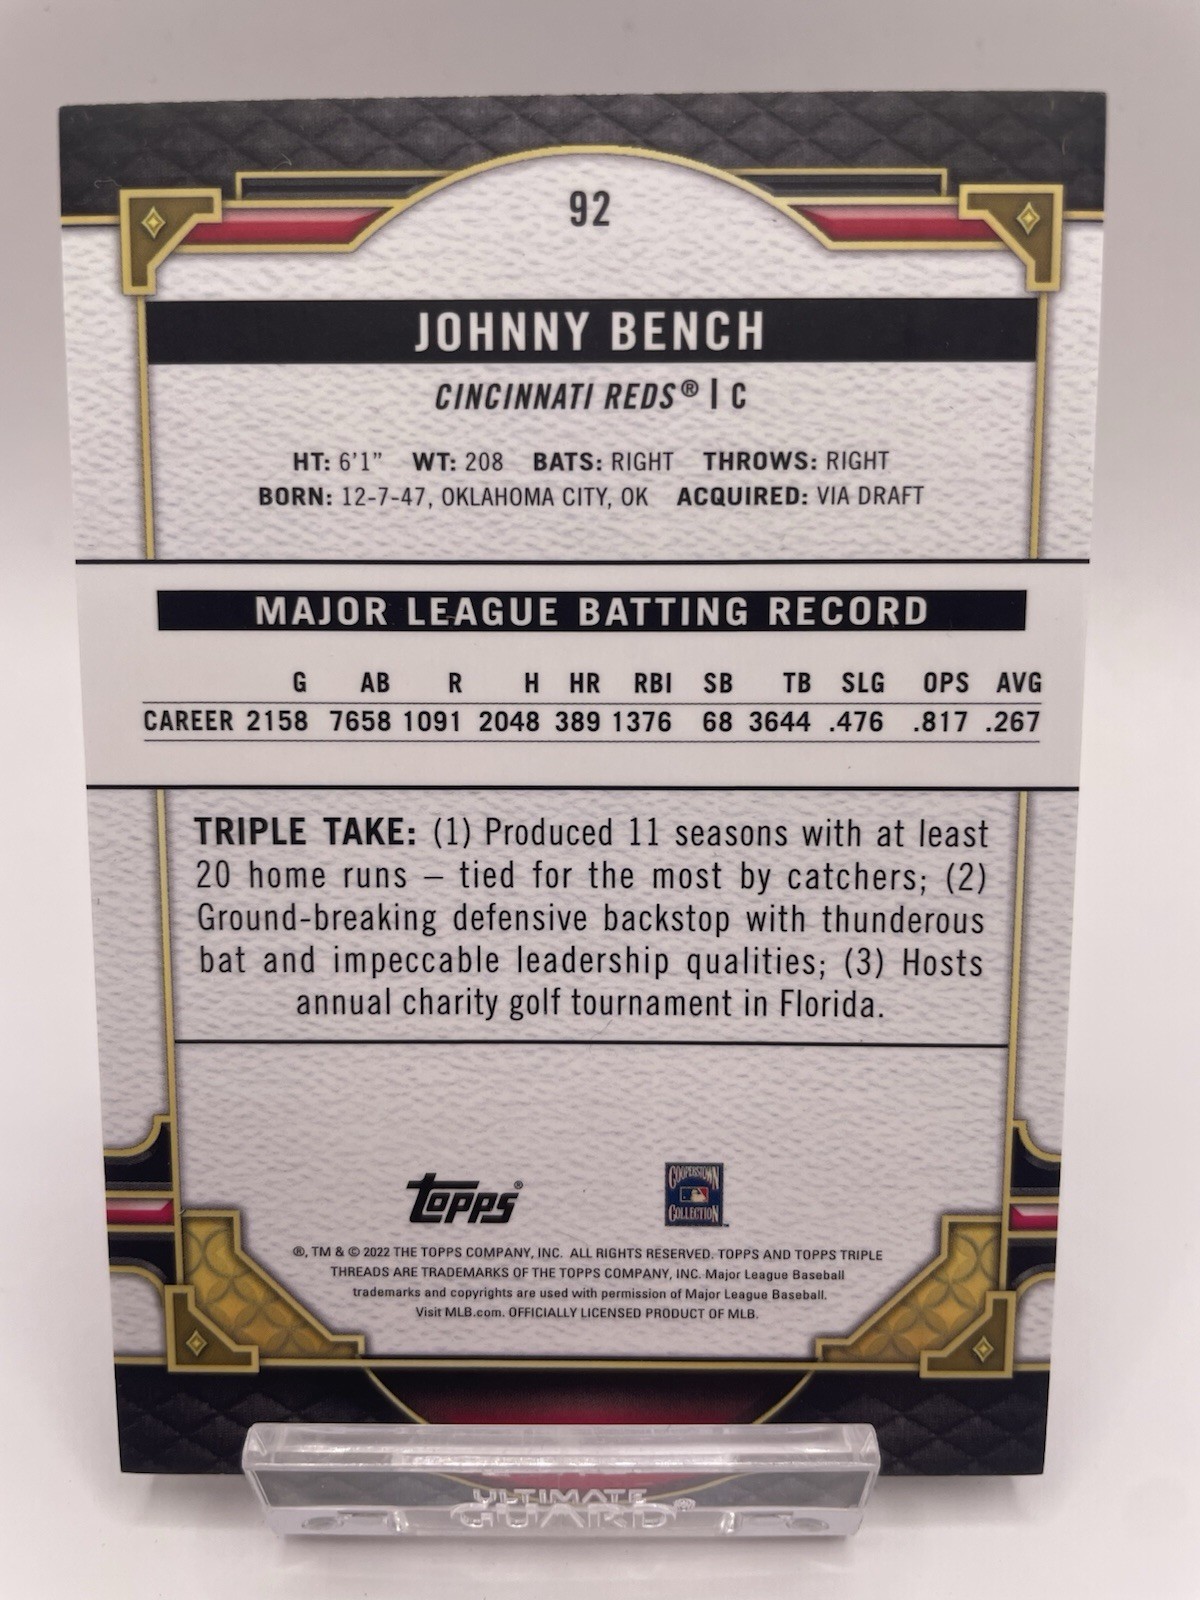 92
JOHNNY BENCH
CINCINNATI REDS® | C
HT: 6'1" WT: 208 BATS: RIGHT THROWS: RIGHT
BORN: 12-7-47, OKLAHOMA CITY, OK ACQUIRED: VIA DRAFT
MAJOR LEAGUE BATTING RECORD
G AB R H HR RBI SB TB SLG OPS AVG
CAREER 2158 7658 1091 2048 389 1376 68 3644 .476 .817 .267
TRIPLE TAKE: (1) Produced 11 seasons with at least
20 home runs – tied for the most by catchers; (2)
Ground-breaking defensive backstop with thunderous
bat and impeccable leadership qualities; (3) Hosts
annual charity golf tournament in Florida.
topps®
COOPERSTOWN
COLLECTION™
®, TM & © 2022 THE TOPPS COMPANY, INC. ALL RIGHTS RESERVED. TOPPS AND TOPPS TRIPLE
THREADS ARE TRADEMARKS OF THE TOPPS COMPANY, INC. Major League Baseball
trademarks and copyrights are used with permission of Major League Baseball.
Visit MLB.com. OFFICIALLY LICENSED PRODUCT OF MLB.
ULTIMATE
GUARD®